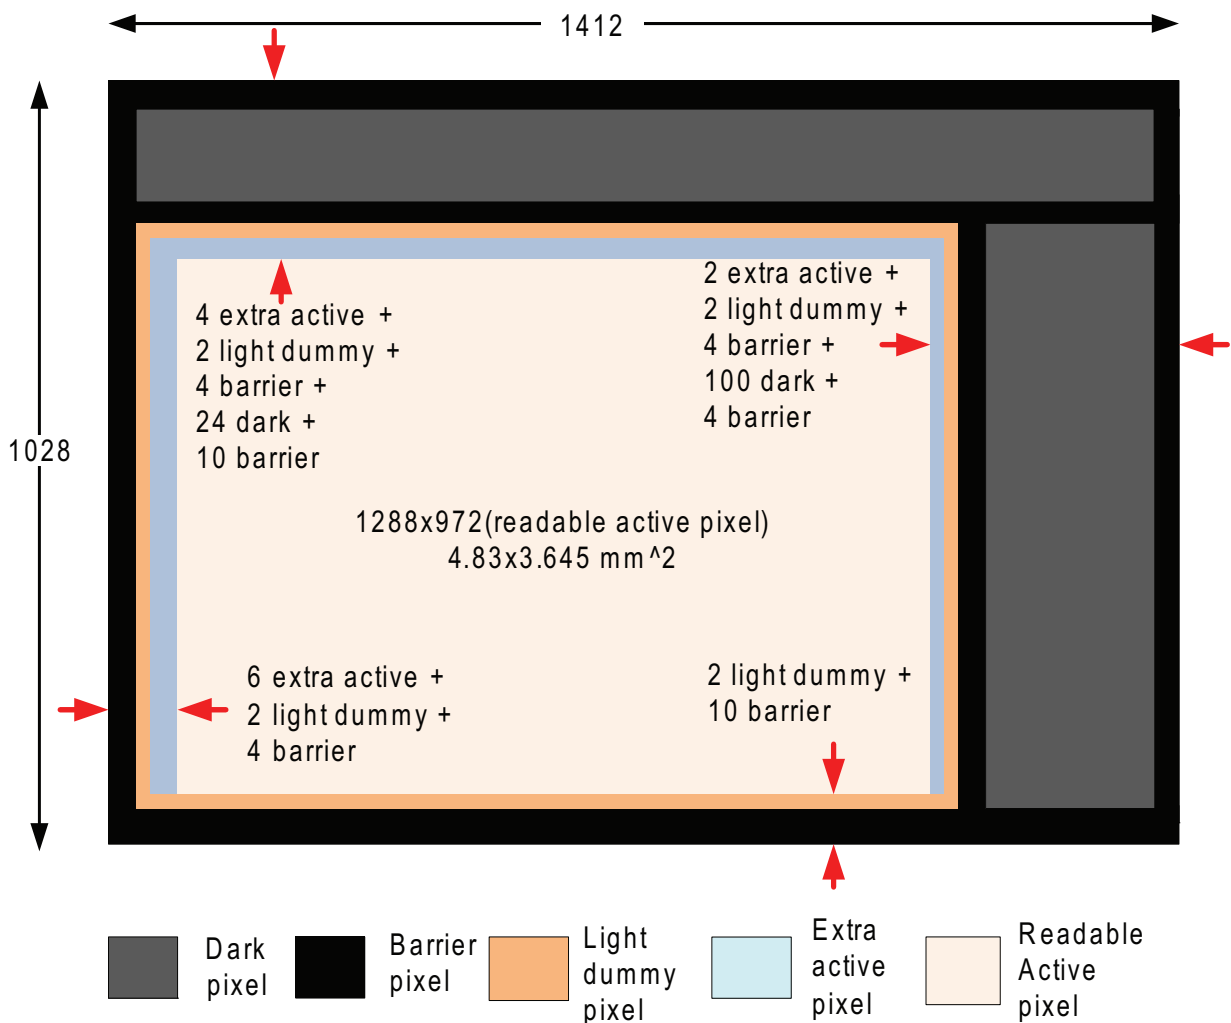 1412
1028
4 extra active +
2 light dummy +
4 barrier +
24 dark +
10 barrier
2 extra active +
2 light dummy +
4 barrier +
100 dark +
4 barrier
1288x972(readable active pixel)
4.83x3.645 mm^2
6 extra active +
2 light dummy +
4 barrier
2 light dummy +
10 barrier
Dark
pixel
Barrier
pixel
Light
dummy
pixel
Extra
active
pixel
Readable
Active
pixel